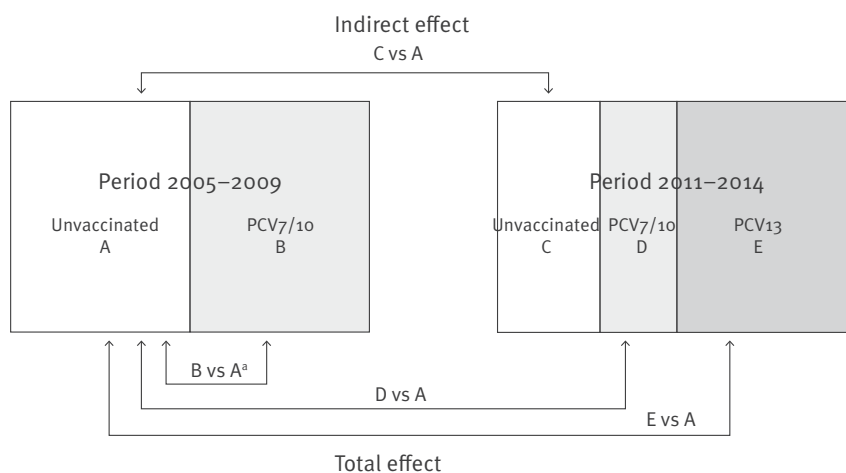 Indirect effect
C vs A
Period 2005–2009
Unvaccinated
A
PCV7/10
B
Period 2011–2014
Unvaccinated
C
PCV7/10
D
PCV13
E
B vs Aª
D vs A
E vs A
Total effect